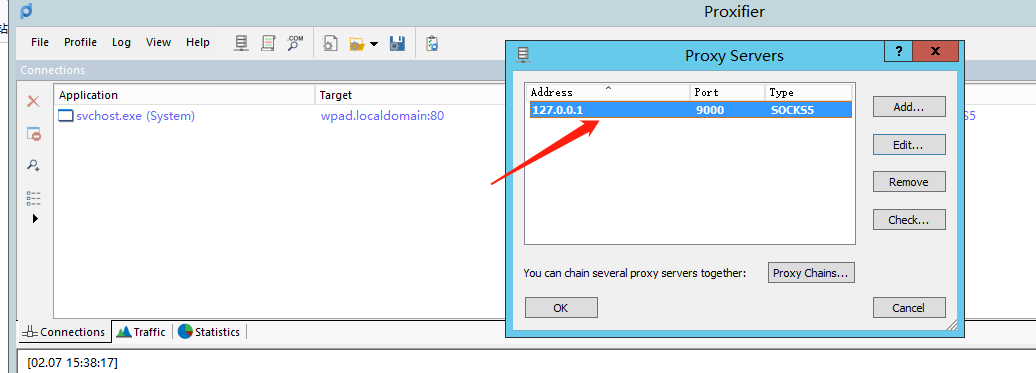 Proxifier
钻
File Profile Log View Help .COM
Connections
Application Target
svchost.exe (System) wpad.localdomain:80 S5
Proxy Servers
? x
Address Port Type
127.0.0.1 9000 SOCKS5
Add...
Edit...
Remove
Check...
You can chain several proxy servers together: Proxy Chains...
OK Cancel
Connections Traffic Statistics
[02.07 15:38:17]